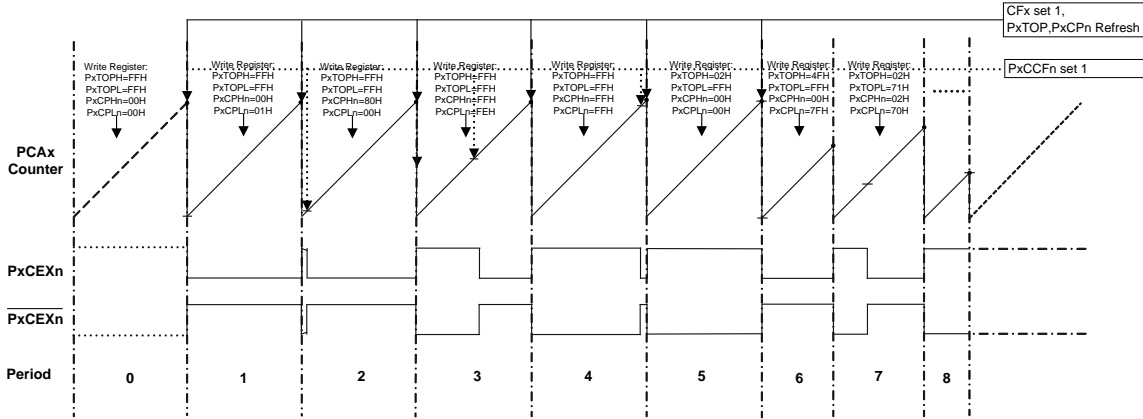 CFx set 1,
PxTOP,PxCPn Refresh
PxCCFn set 1
Write Register:
PxTOPH=FFH
PxTOPL=FFH
PxCPHn=00H
PxCPLn=00H
Write Register:
PxTOPH=FFH
PxTOPL=FFH
PxCPHn=00H
PxCPLn=01H
Write Register:
PxTOPH=FFH
PxTOPL=FFH
PxCPHn=80H
PxCPLn=00H
Write Register:
PxTOPH=FFH
PxTOPL=FFH
PxCPHn=FFH
PxCPLn=FEH
Write Register:
PxTOPH=FFH
PxTOPL=FFH
PxCPHn=FFH
PxCPLn=FFH
Write Register:
PxTOPH=02H
PxTOPL=FFH
PxCPHn=FFH
PxCPLn=FFH
Write Register:
PxTOPH=4FH
PxTOPL=FFH
PxCPHn=00H
PxCPLn=7FH
Write Register:
PxTOPH=02H
PxTOPL=71H
PxCPHn=02H
PxCPLn=70H
PCAx
Counter
PxCEXn
PxCEXn
Period 0 1 2 3 4 5 6 7 8